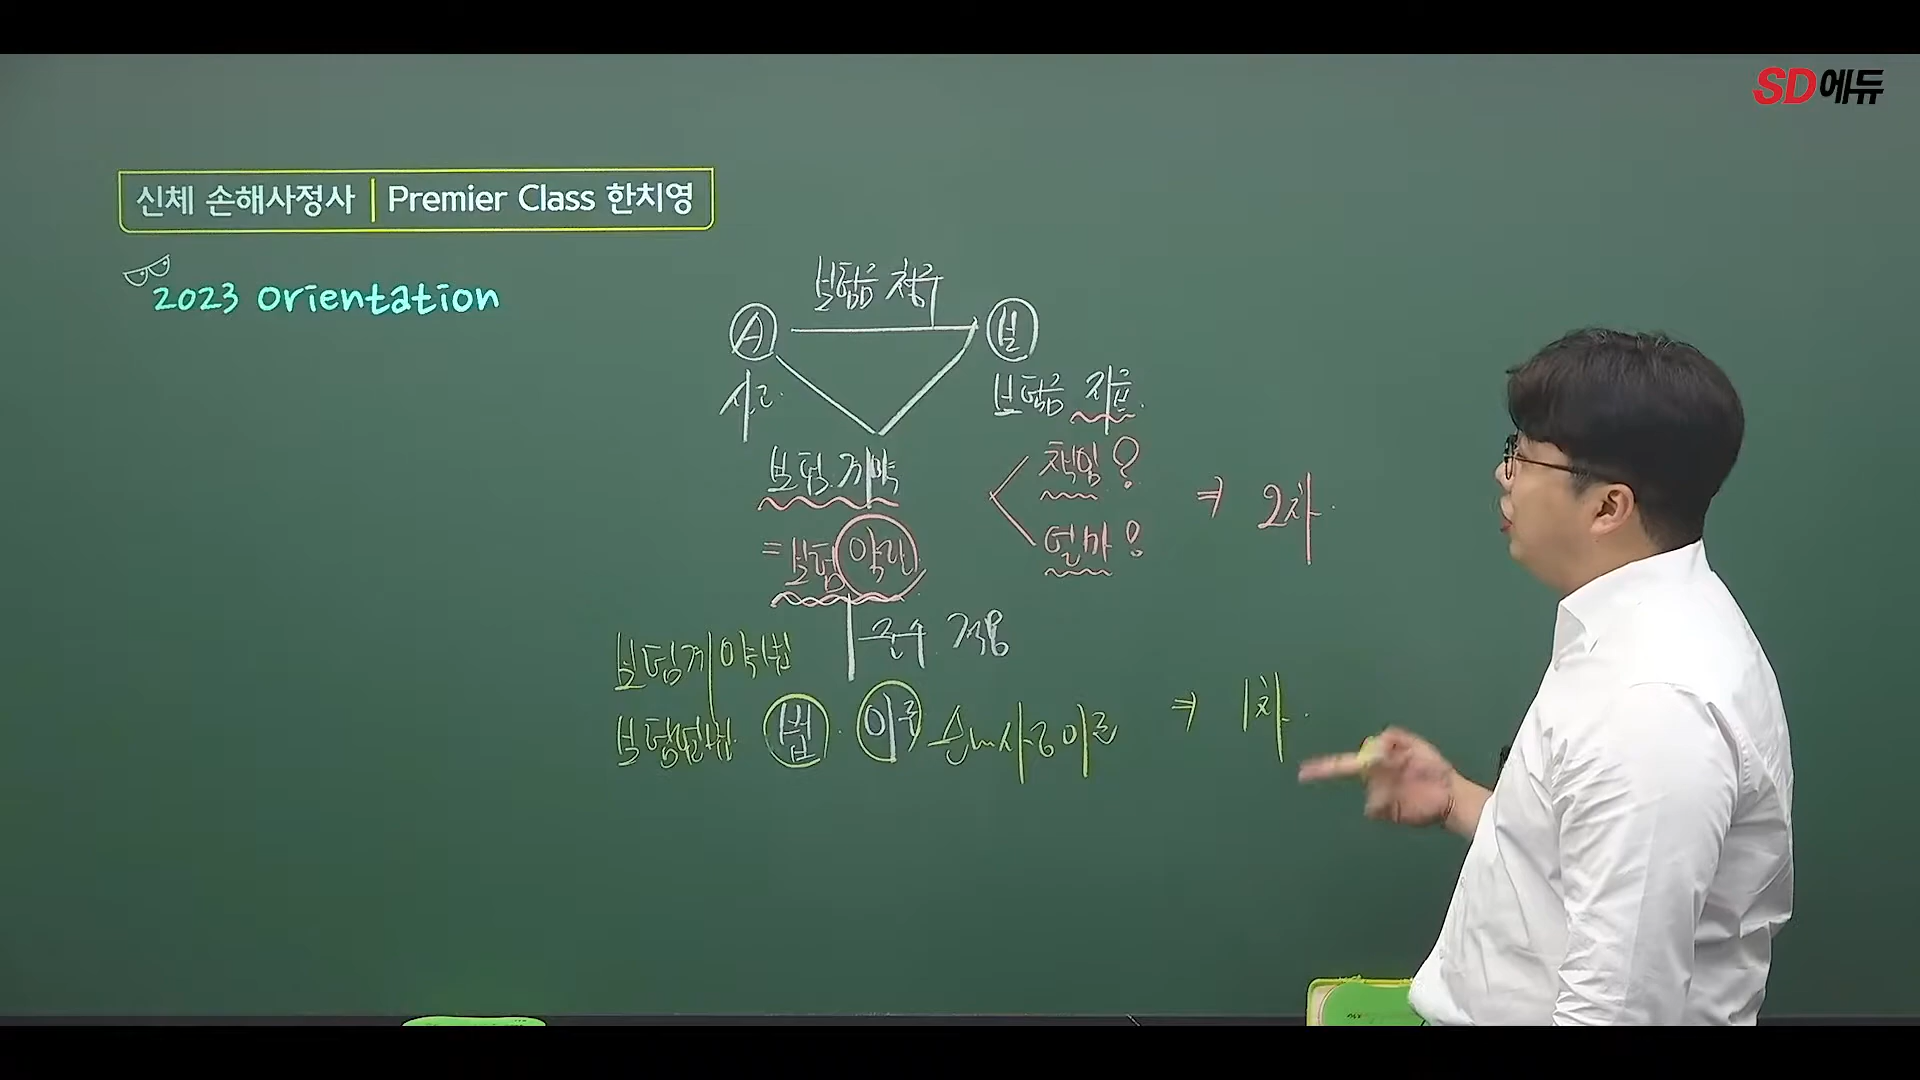 SD에듀
신체 손해사정사 | Premier Class 한치영
2023 Orientation
보험금 청구
A
보
사고.
보험금 지급.
보험계약
책임?
얼마?
⇒ 2차.
=보험약관
준수 적용
보험계약법
보험업법. 법. 이론 손해사정이론 ⇒ 1차.